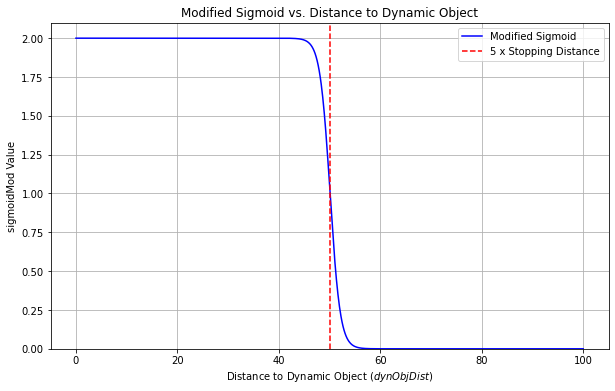 Modified Sigmoid vs. Distance to Dynamic Object
Modified Sigmoid
5 x Stopping Distance
sigmoidMod Value
2.00
1.75
1.50
1.25
1.00
0.75
0.50
0.25
0.00
0 20 40 60 80 100
Distance to Dynamic Object (dynObjDist)